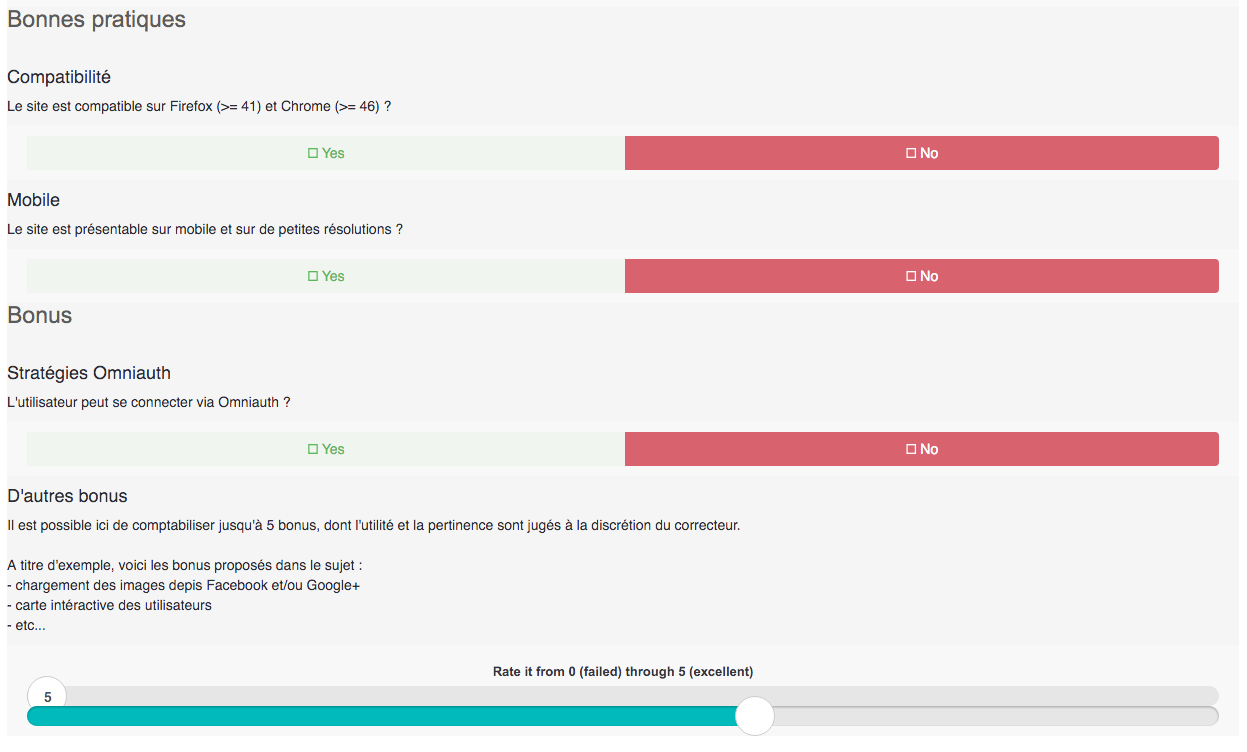 Bonnes pratiques
Compatibilité
Le site est compatible sur Firefox (>= 41) et Chrome (>= 46) ?
☐ Yes
☐ No
Mobile
Le site est présentable sur mobile et sur de petites résolutions ?
☐ Yes
☐ No
Bonus
Stratégies Omniauth
L'utilisateur peut se connecter via Omniauth ?
☐ Yes
☐ No
D'autres bonus
Il est possible ici de comptabiliser jusqu'à 5 bonus, dont l'utilité et la pertinence sont jugés à la discrétion du correcteur.
A titre d'exemple, voici les bonus proposés dans le sujet :
- chargement des images depis Facebook et/ou Google+
- carte intéractive des utilisateurs
- etc...
Rate it from 0 (failed) through 5 (excellent)
5